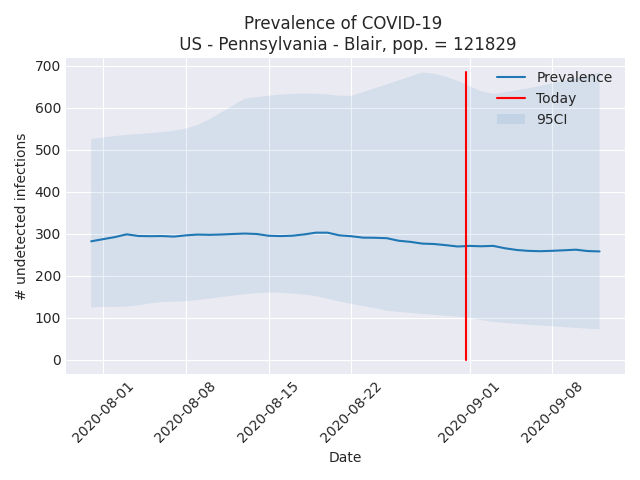 Prevalence of COVID-19
US - Pennsylvania - Blair, pop. = 121829
700
600
500
400
300
200
100
0
# undetected infections
Prevalence
Today
95CI
2020-08-01
2020-08-08
2020-08-15
2020-08-22
2020-09-01
2020-09-08
Date